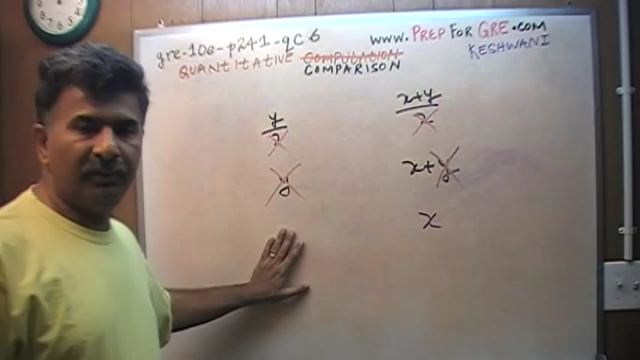 gre-10e-p241-qc6
www.PREPFORGRE.COM
KESHWANI
QUANTITATIVE COMPUTATION
COMPARISON
y/x
x+y/x
y
x+y
x